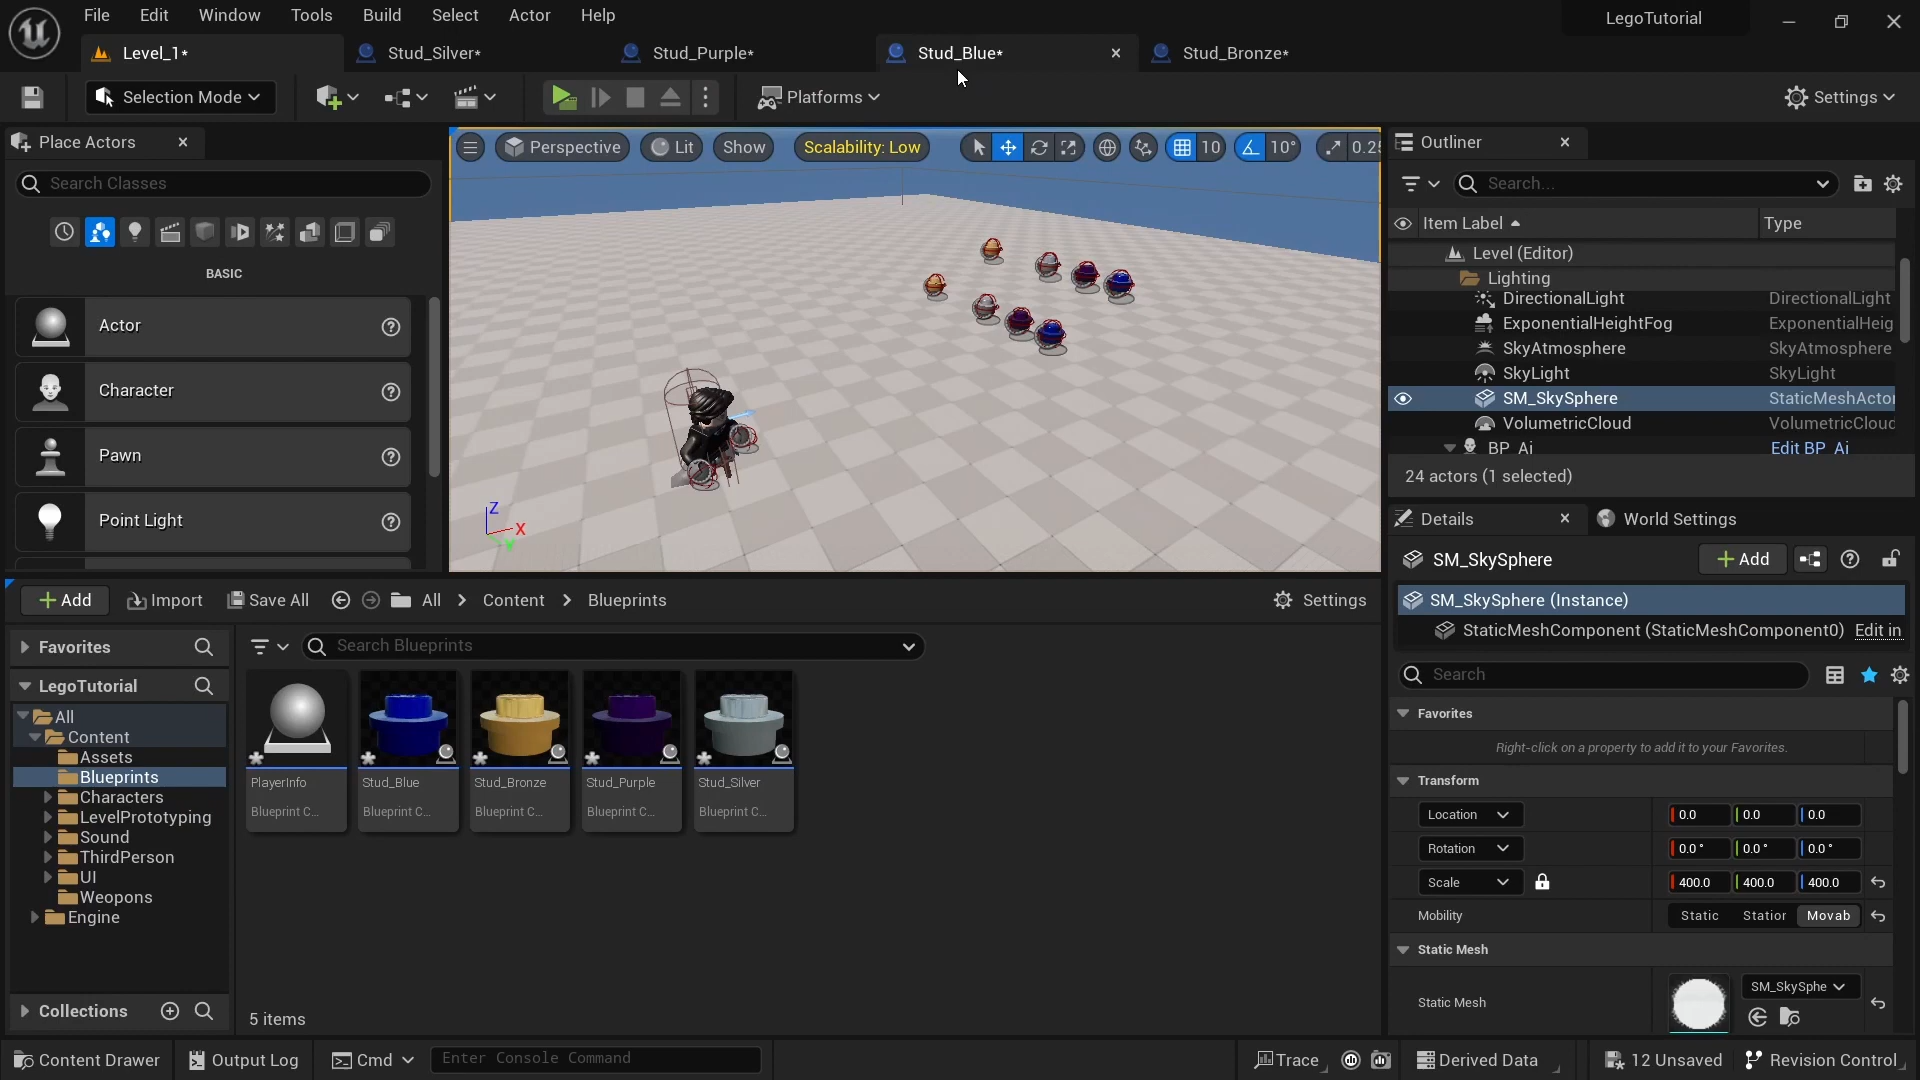 File Edit Window Tools Build Select Actor Help
LegoTutorial
Level_1*
Stud_Silver*
Stud_Purple*
Stud_Blue*
Stud_Bronze*
Selection Mode
Platforms
Settings
Place Actors
Search Classes
BASIC
Actor
Character
Pawn
Point Light
Perspective
Lit
Show
Scalability: Low
10
10°
0.25
Z
X
Y
Outliner
Search...
Item Label
Type
Level (Editor)
Lighting
DirectionalLight DirectionalLight
ExponentialHeightFog ExponentialHeig
SkyAtmosphere SkyAtmosphere
SkyLight SkyLight
SM_SkySphere StaticMeshActor
VolumetricCloud VolumetricCloud
BP_Ai Edit BP_Ai
24 actors (1 selected)
Details
World Settings
SM_SkySphere
Add
SM_SkySphere (Instance)
StaticMeshComponent (StaticMeshComponent0) Edit in
Search
Favorites
Right-click on a property to add it to your Favorites.
Transform
Location 0.0 0.0 0.0
Rotation 0.0 ° 0.0 ° 0.0 °
Scale 400.0 400.0 400.0
Mobility Static Station Movab
Static Mesh
Static Mesh
SM_SkySphe
Add Import Save All All > Content > Blueprints Settings
Favorites
LegoTutorial
All
Content
Assets
Blueprints
Characters
LevelPrototyping
Sound
ThirdPerson
UI
Weopons
Engine
Collections
Search Blueprints
PlayerInfo
Blueprint C...
Stud_Blue
Blueprint C...
Stud_Bronze
Blueprint C...
Stud_Purple
Blueprint C...
Stud_Silver
Blueprint C...
5 items
Content Drawer Output Log Cmd Enter Console Command Trace Derived Data 12 Unsaved Revision Control